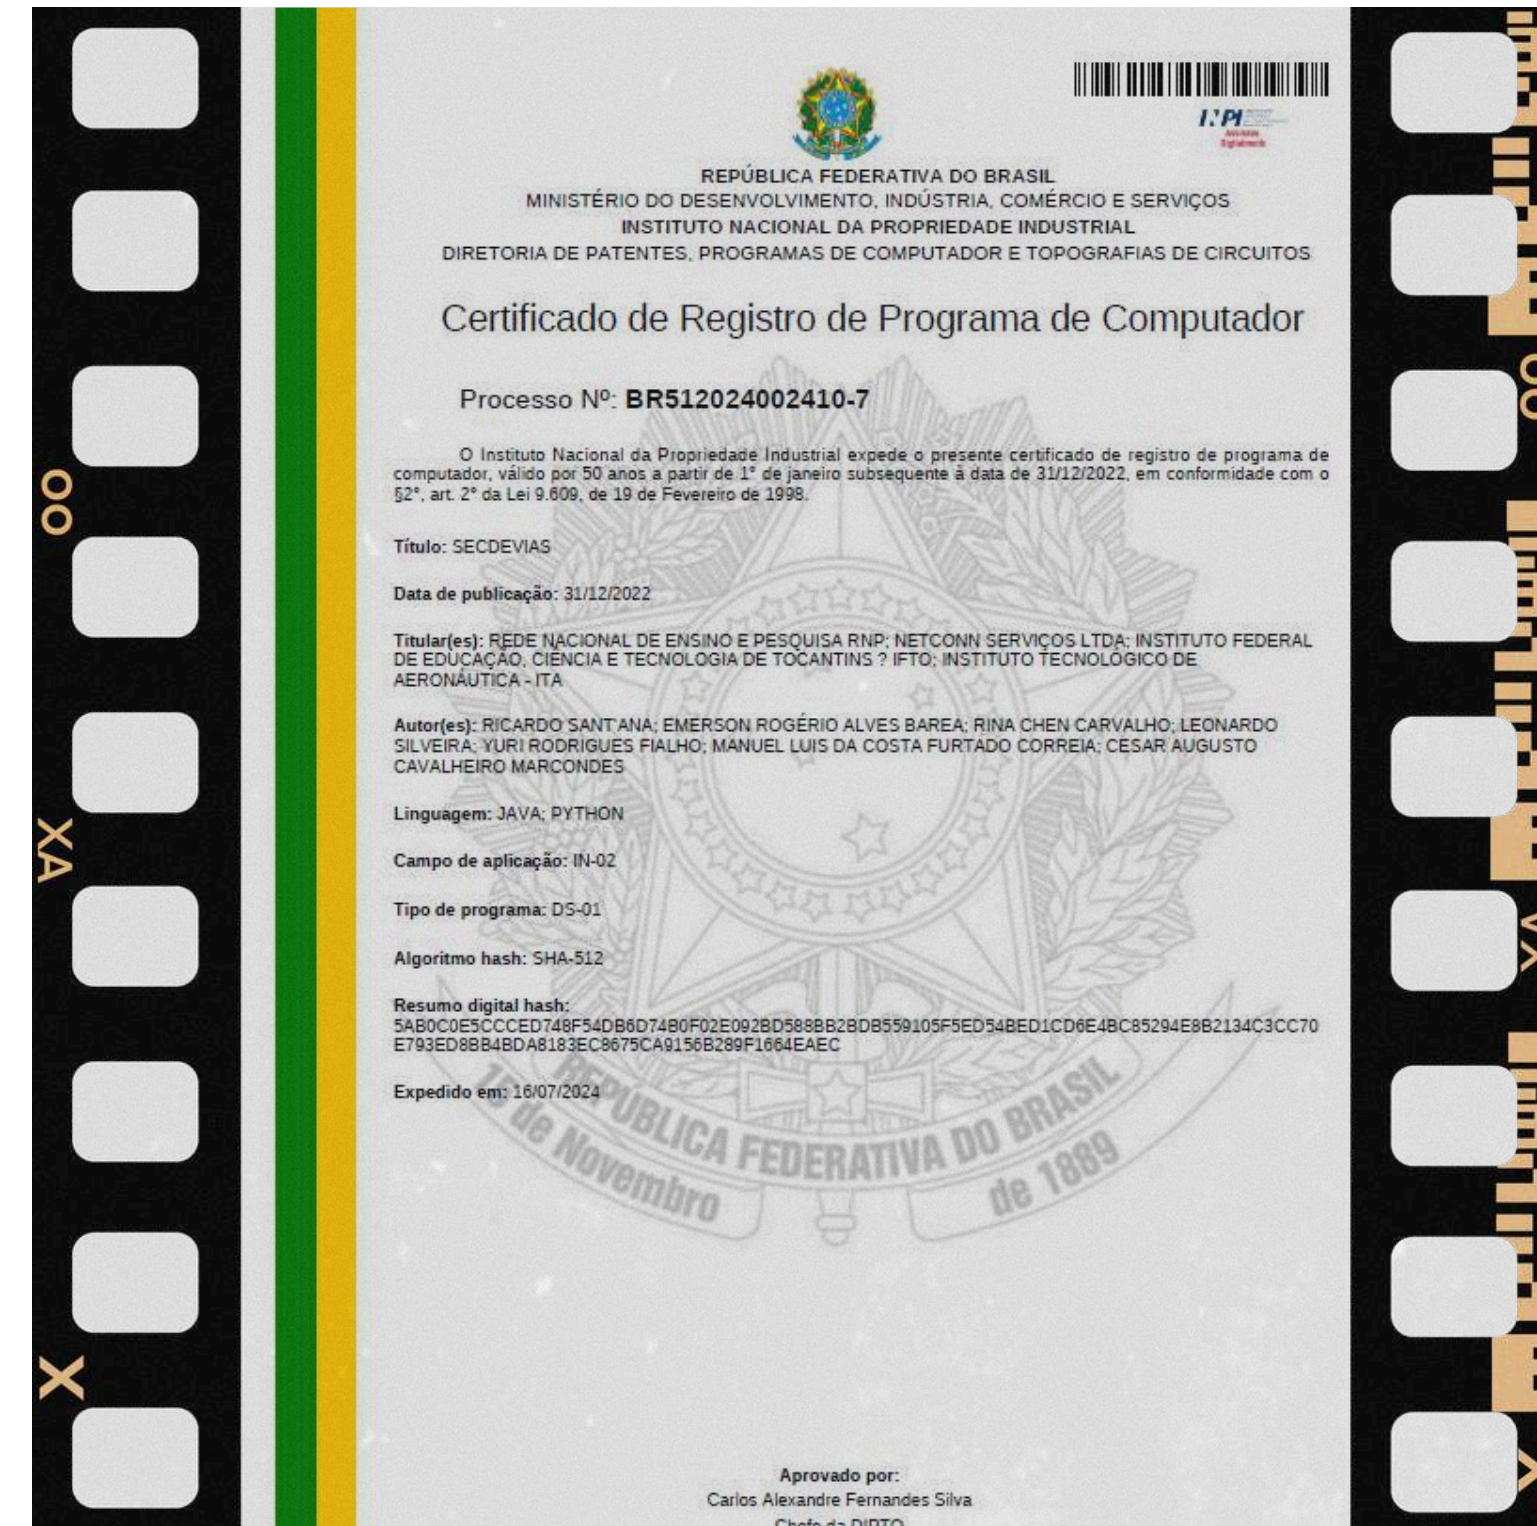 INPI
Assinado
Digitalmente
REPÚBLICA FEDERATIVA DO BRASIL
MINISTÉRIO DO DESENVOLVIMENTO, INDÚSTRIA, COMÉRCIO E SERVIÇOS
INSTITUTO NACIONAL DA PROPRIEDADE INDUSTRIAL
DIRETORIA DE PATENTES, PROGRAMAS DE COMPUTADOR E TOPOGRAFIAS DE CIRCUITOS
Certificado de Registro de Programa de Computador
Processo Nº: BR512024002410-7
O Instituto Nacional da Propriedade Industrial expede o presente certificado de registro de programa de
computador, válido por 50 anos a partir de 1° de janeiro subsequente à data de 31/12/2022, em conformidade com o
§2°, art. 2° da Lei 9.609, de 19 de Fevereiro de 1998.
Título: SECDEVIAS
Data de publicação: 31/12/2022
Titular(es): REDE NACIONAL DE ENSINO E PESQUISA RNP; NETCONN SERVIÇOS LTDA; INSTITUTO FEDERAL
DE EDUCAÇÃO, CIÊNCIA E TECNOLOGIA DE TOCANTINS ? IFTO; INSTITUTO TECNOLÓGICO DE
AERONÁUTICA - ITA
Autor(es): RICARDO SANT'ANA; EMERSON ROGÉRIO ALVES BAREA; RINA CHEN CARVALHO; LEONARDO
SILVEIRA; YURI RODRIGUES FIALHO; MANUEL LUIS DA COSTA FURTADO CORREIA; CESAR AUGUSTO
CAVALHEIRO MARCONDES
Linguagem: JAVA; PYTHON
Campo de aplicação: IN-02
Tipo de programa: DS-01
Algoritmo hash: SHA-512
Resumo digital hash:
5AB0C0E5CCCED748F54DB6D74B0F02E092BD588BB2BDB559105F5ED54BED1CD6E4BC85294E8B2134C3CC70
E793ED8BB4BDA8183EC8675CA9156B289F1664EAEC
Expedido em: 16/07/2024
REPÚBLICA FEDERATIVA DO BRASIL
15 de Novembro de 1889
Aprovado por:
Carlos Alexandre Fernandes Silva
Chefe da DIPTO
OO
XA
X